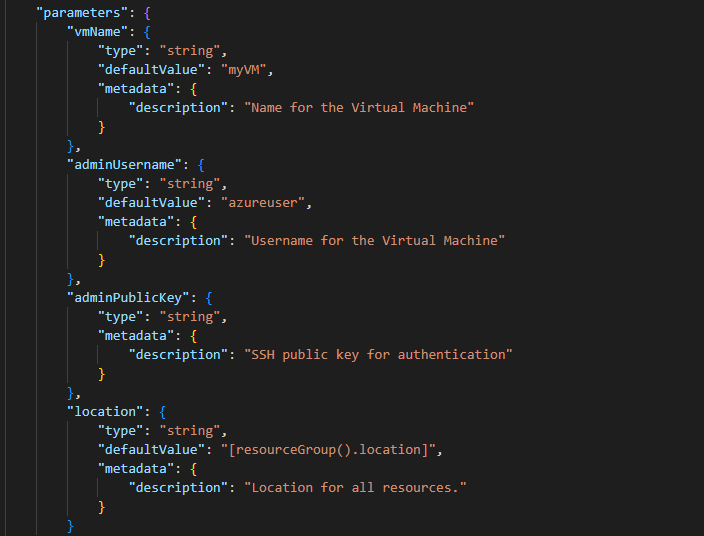 "parameters": {
"vmName": {
"type": "string",
"defaultValue": "myVM",
"metadata": {
"description": "Name for the Virtual Machine"
}
},
"adminUsername": {
"type": "string",
"defaultValue": "azureuser",
"metadata": {
"description": "Username for the Virtual Machine"
}
},
"adminPublicKey": {
"type": "string",
"metadata": {
"description": "SSH public key for authentication"
}
},
"location": {
"type": "string",
"defaultValue": "[resourceGroup().location]",
"metadata": {
"description": "Location for all resources."
}
}